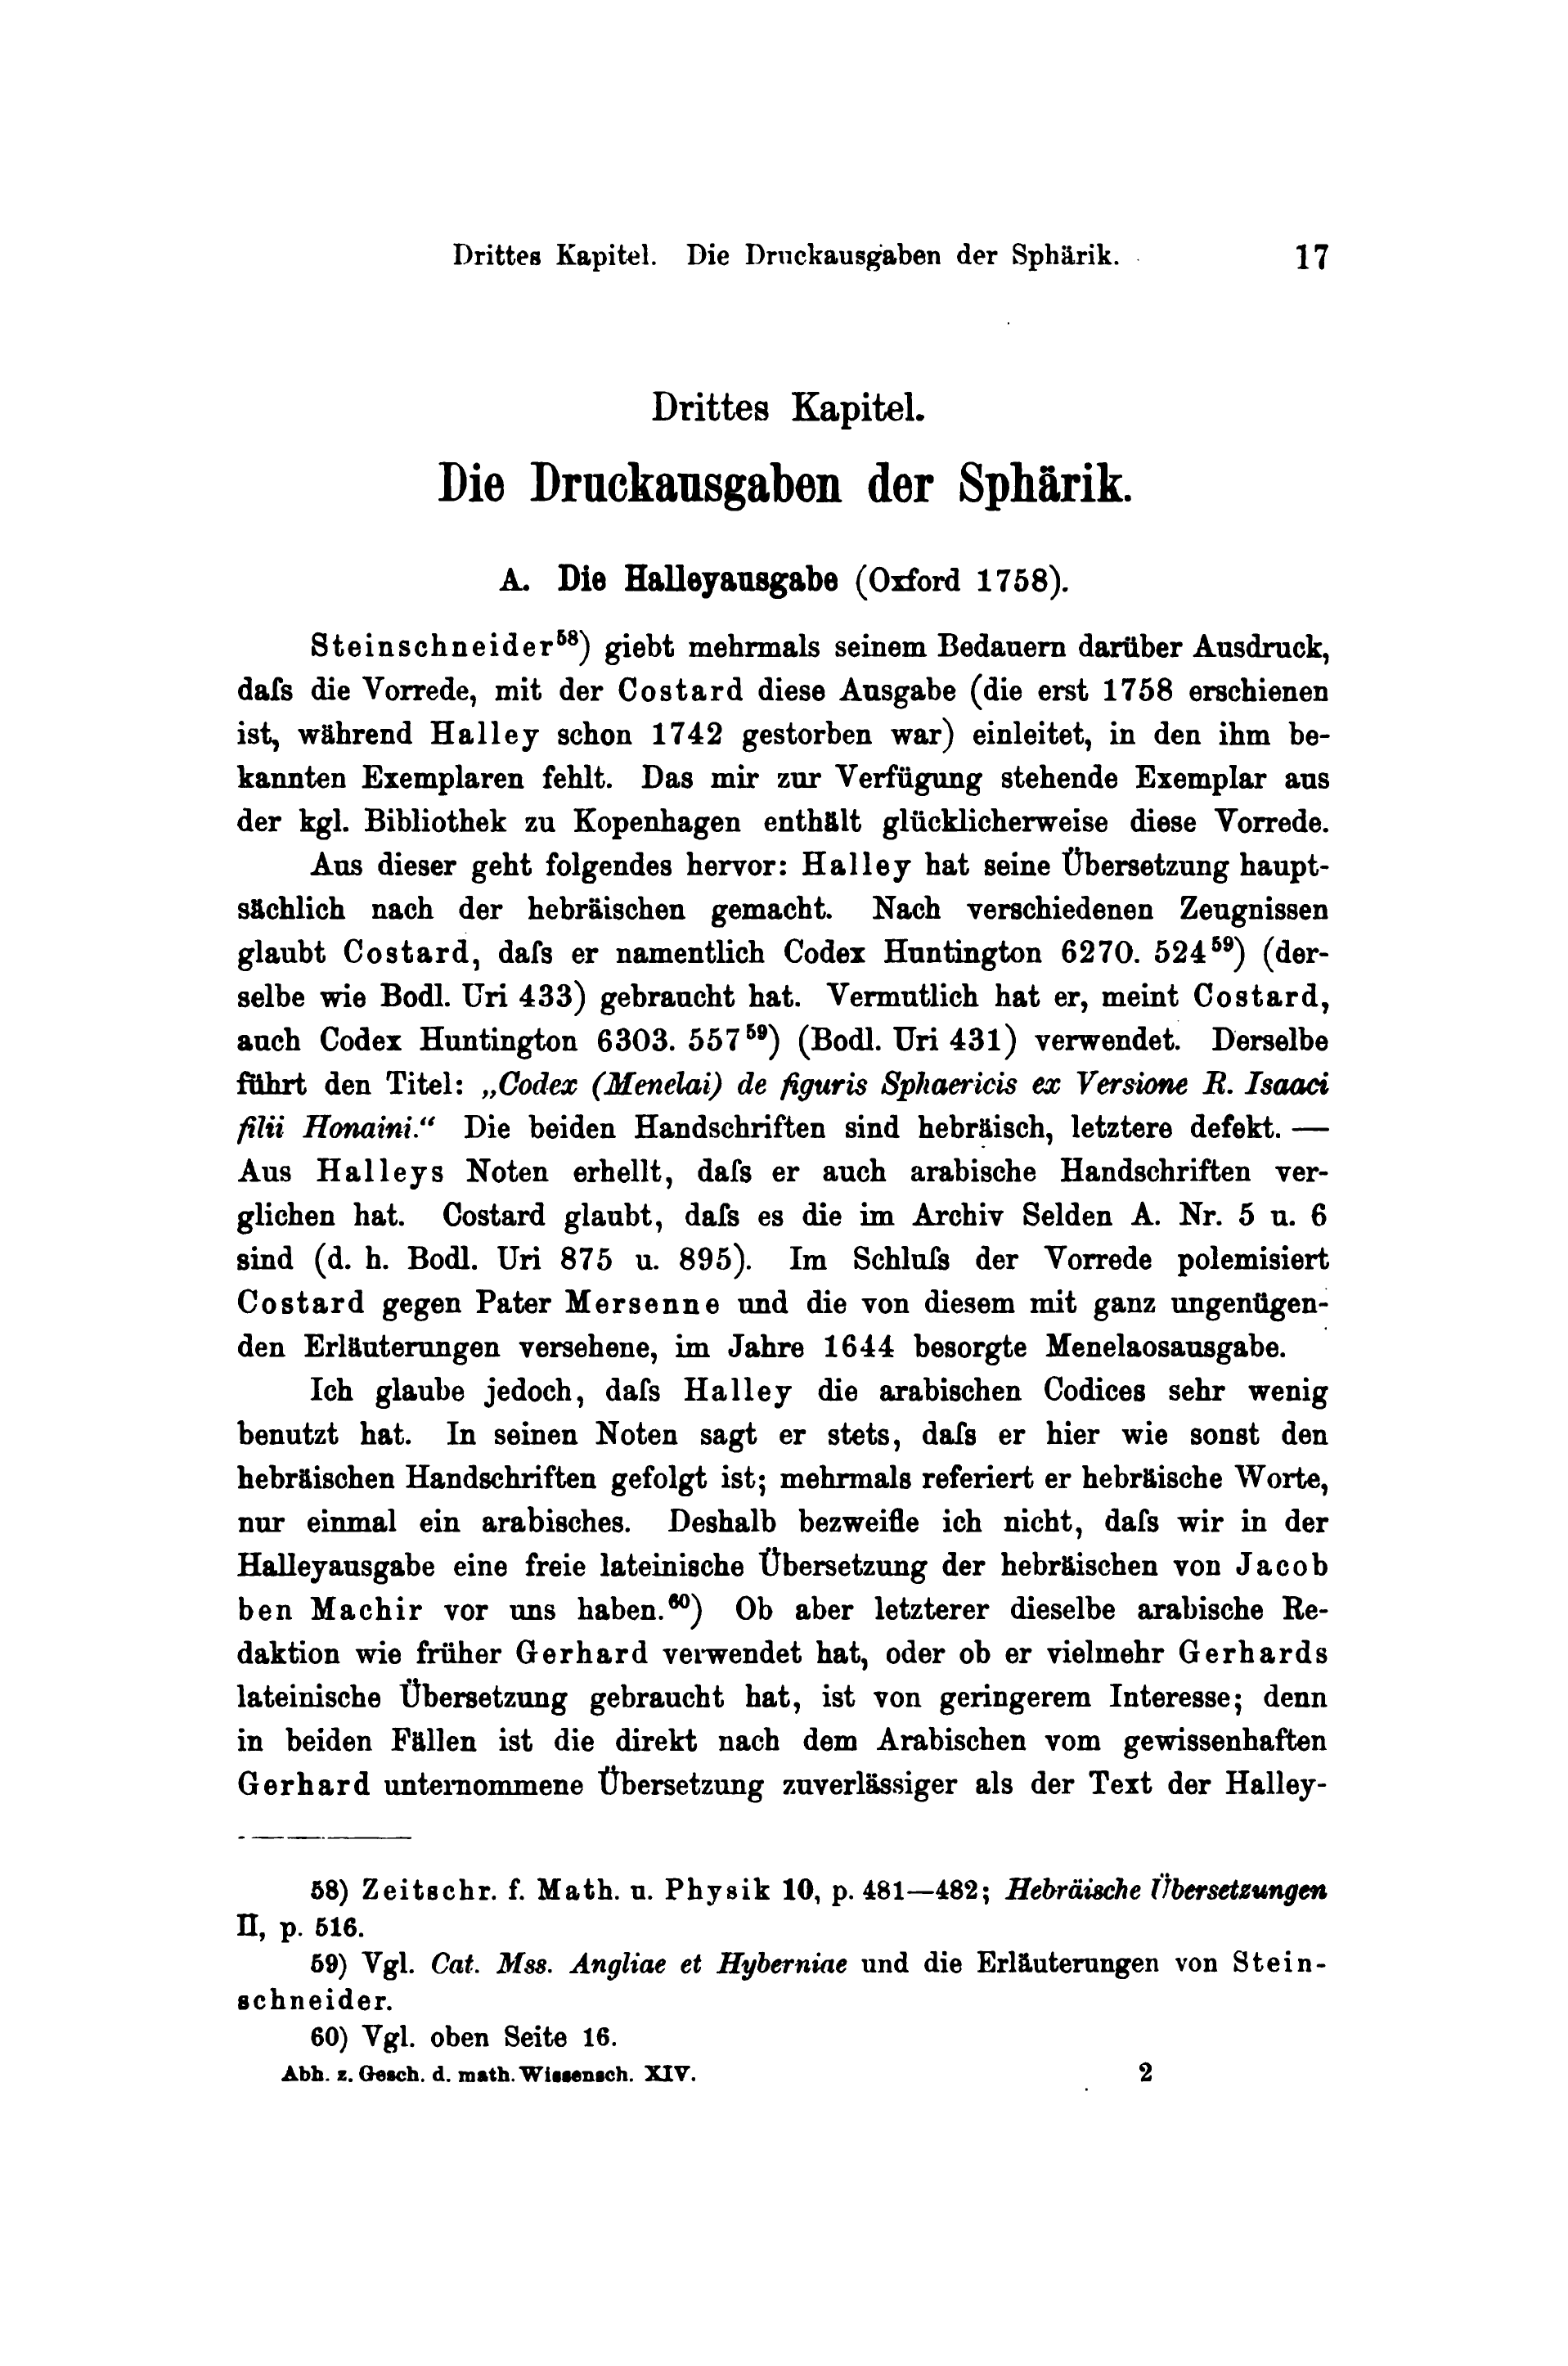 Drittes Kapitel. Die Druckausgaben der Sphärik. 17
Drittes Kapitel.
Die Druckausgaben der Sphärik.
A. Die Halleyausgabe (Oxford 1758).
Steinschneider⁵⁸) giebt mehrmals seinem Bedauern darüber Ausdruck,
daſs die Vorrede, mit der Costard diese Ausgabe (die erst 1758 erschienen
ist, während Halley schon 1742 gestorben war) einleitet, in den ihm be-
kannten Exemplaren fehlt. Das mir zur Verfügung stehende Exemplar aus
der kgl. Bibliothek zu Kopenhagen enthält glücklicherweise diese Vorrede.
Aus dieser geht folgendes hervor: Halley hat seine Übersetzung haupt-
sächlich nach der hebräischen gemacht. Nach verschiedenen Zeugnissen
glaubt Costard, daſs er namentlich Codex Huntington 6270. 524⁵⁹) (der-
selbe wie Bodl. Uri 433) gebraucht hat. Vermutlich hat er, meint Costard,
auch Codex Huntington 6303. 557⁵⁹) (Bodl. Uri 431) verwendet. Derselbe
führt den Titel: „Codex (Menelai) de figuris Sphaericis ex Versione R. Isaaci
filii Honaini.“ Die beiden Handschriften sind hebräisch, letztere defekt. —
Aus Halleys Noten erhellt, daſs er auch arabische Handschriften ver-
glichen hat. Costard glaubt, daſs es die im Archiv Selden A. Nr. 5 u. 6
sind (d. h. Bodl. Uri 875 u. 895). Im Schluſs der Vorrede polemisiert
Costard gegen Pater Mersenne und die von diesem mit ganz ungenügen-
den Erläuterungen versehene, im Jahre 1644 besorgte Menelaosausgabe.
Ich glaube jedoch, daſs Halley die arabischen Codices sehr wenig
benutzt hat. In seinen Noten sagt er stets, daſs er hier wie sonst den
hebräischen Handschriften gefolgt ist; mehrmals referiert er hebräische Worte,
nur einmal ein arabisches. Deshalb bezweifle ich nicht, daſs wir in der
Halleyausgabe eine freie lateinische Übersetzung der hebräischen von Jacob
ben Machir vor uns haben.⁶⁰) Ob aber letzterer dieselbe arabische Re-
daktion wie früher Gerhard verwendet hat, oder ob er vielmehr Gerhards
lateinische Übersetzung gebraucht hat, ist von geringerem Interesse; denn
in beiden Fällen ist die direkt nach dem Arabischen vom gewissenhaften
Gerhard unternommene Übersetzung zuverlässiger als der Text der Halley-
58) Zeitschr. f. Math. u. Physik 10, p. 481—482; Hebräische Übersetzungen
II, p. 516.
59) Vgl. Cat. Mss. Angliae et Hyberniae und die Erläuterungen von Stein-
schneider.
60) Vgl. oben Seite 16.
Abh. z. Gesch. d. math. Wissensch. XIV. 2